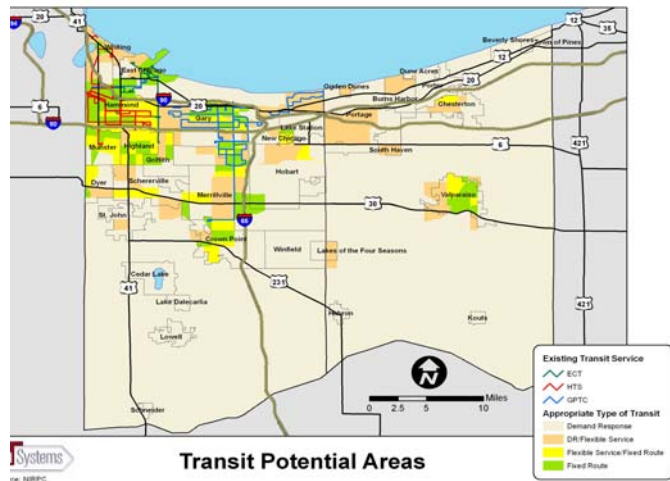 20
41
12
35
Whiting
Beverly Shores
Town of Pines
12
East Chicago
Dune Acres
20
Ogden Dunes
Porter
Burns Harbor
Chesterton
6
Hammond
90
20
Gary
Portage
Lake Station
80
New Chicago
Munster
Highland
6
421
South Haven
Griffith
Hobart
Dyer
Schererville
Merrillville
Valparaiso
30
St. John
65
Crown Point
Winfield
Lakes of the Four Seasons
Cedar Lake
41
231
421
Lake Dalecarlia
Hebron
Kouts
Lowell
N
Miles
0 2.5 5 10
Schneider
Existing Transit Service
ECT
HTS
GPTC
Appropriate Type of Transit
Demand Response
DR/Flexible Service
Flexible Service/Fixed Route
Fixed Route
Systems
Transit Potential Areas
NIRPC